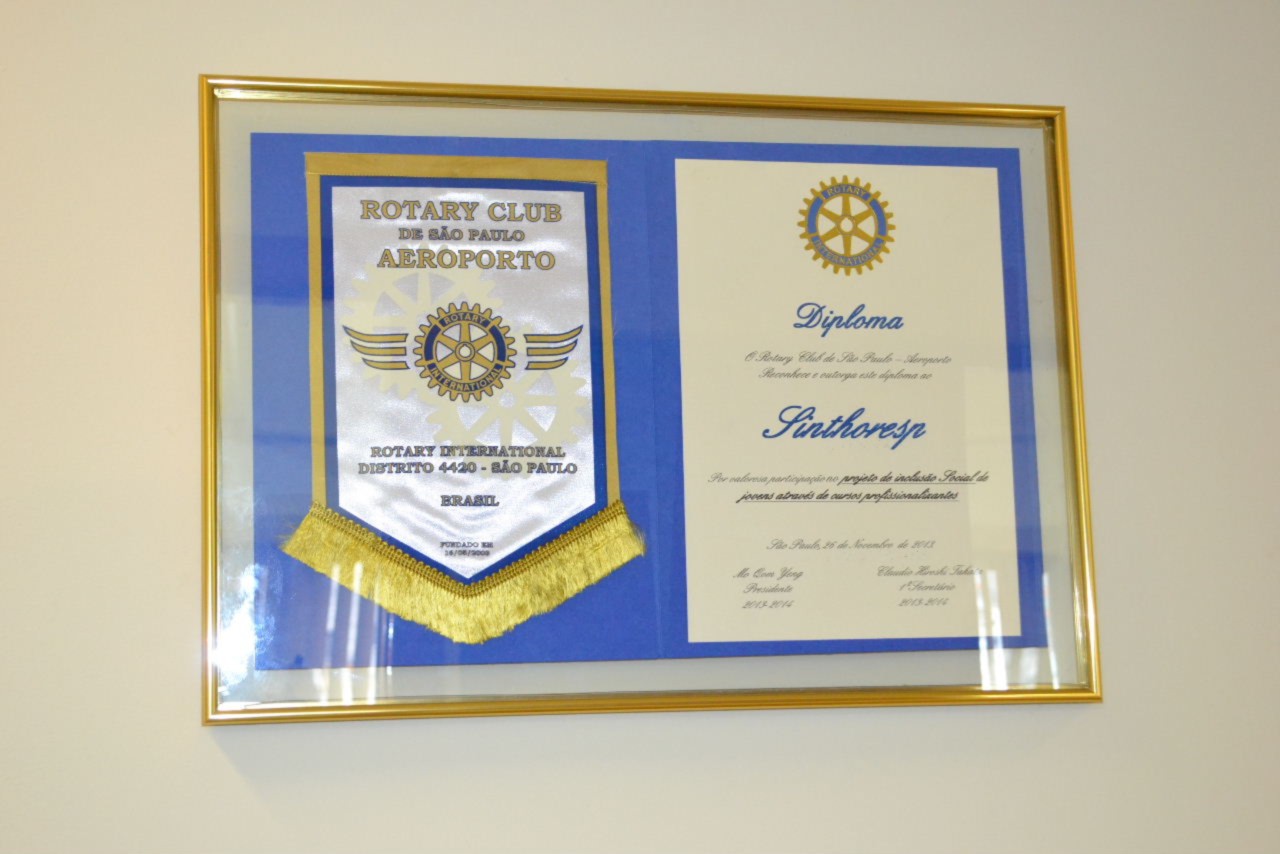 ROTARY CLUB
DE SÃO PAULO
AEROPORTO
ROTARY
INTERNATIONAL
ROTARY INTERNATIONAL
DISTRITO 4420 - SÃO PAULO
BRASIL
FUNDADO EM
ROTARY
INTERNATIONAL
Diploma
O Rotary Club de São Paulo – Aeroporto
Reconhece e outorga este diploma ao
Sinthoresp
Por valorosa participação no projeto de inclusão Social de
jovens através de cursos profissionalizantes
São Paulo, 26 de Novembro de 2013
Presidente
2013-2014
Claudio Hiroshi
1º Secretário
2013-2014